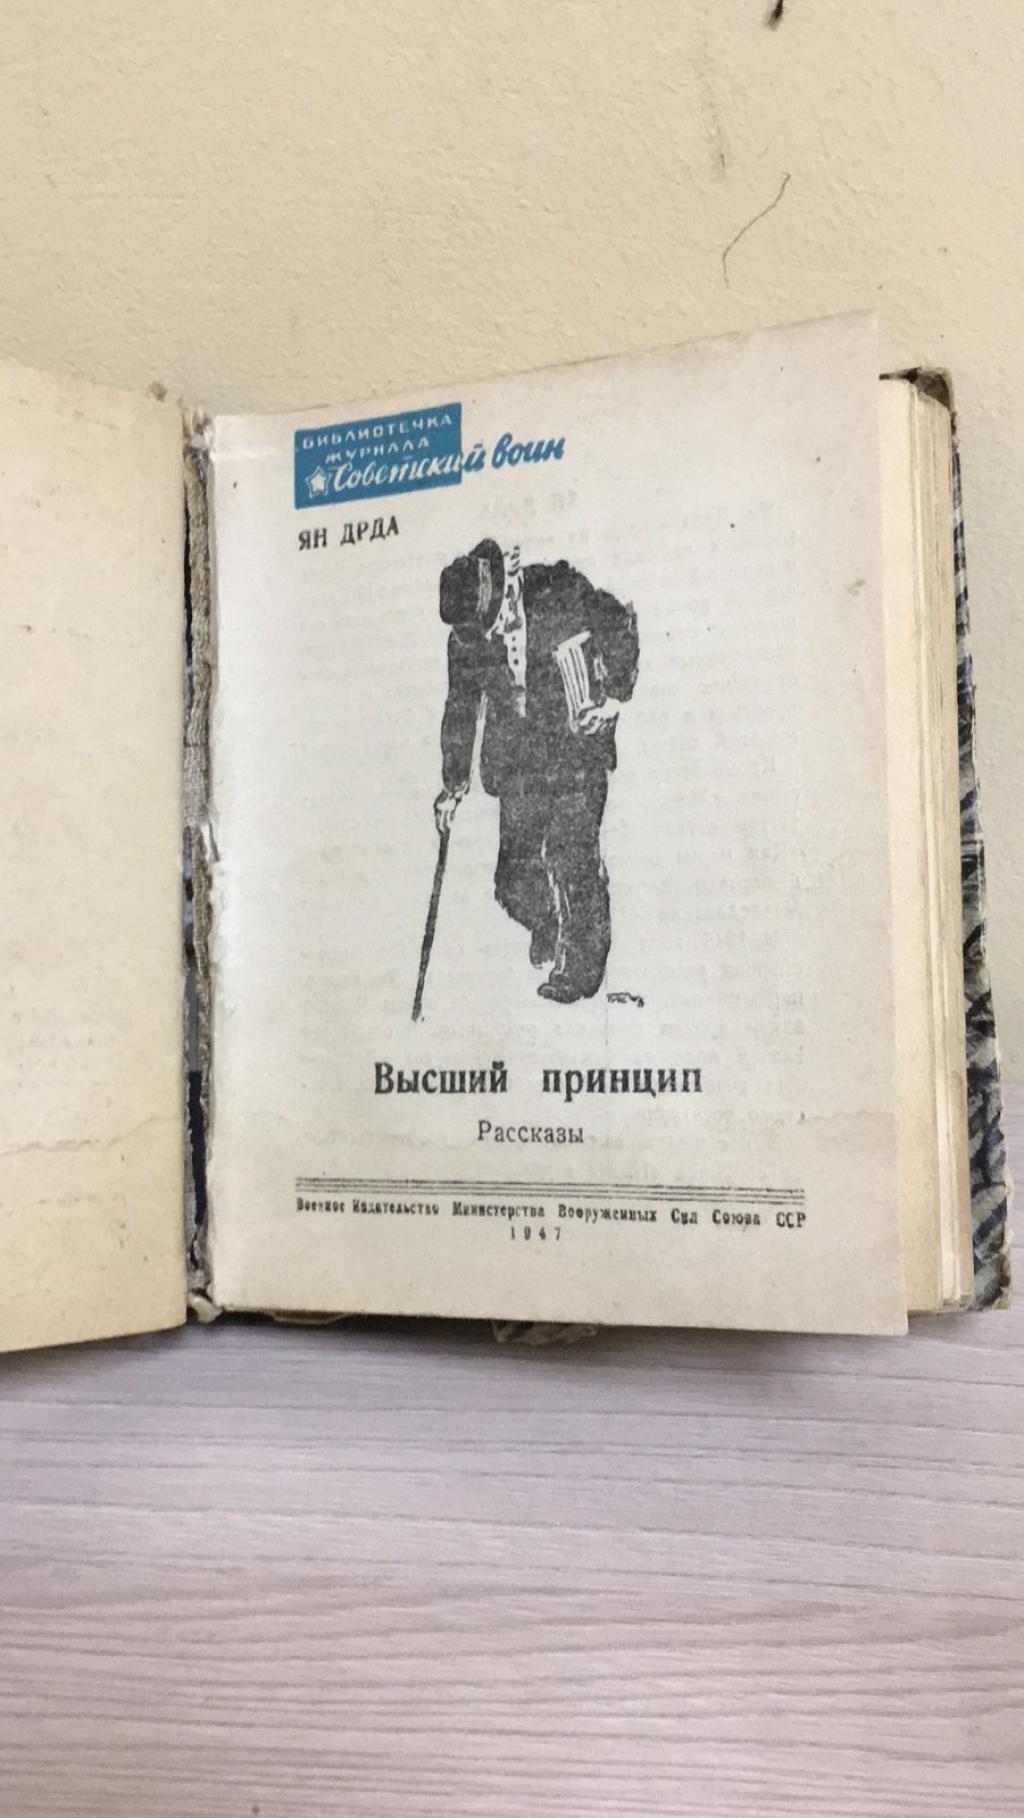 БИБЛИОТЕЧКА
ЖУРНАЛА
Советский воин
ЯН ДРДА
Высший принцип
Рассказы
Военное Издательство Министерства Вооруженных Сил Союза ССР
1947